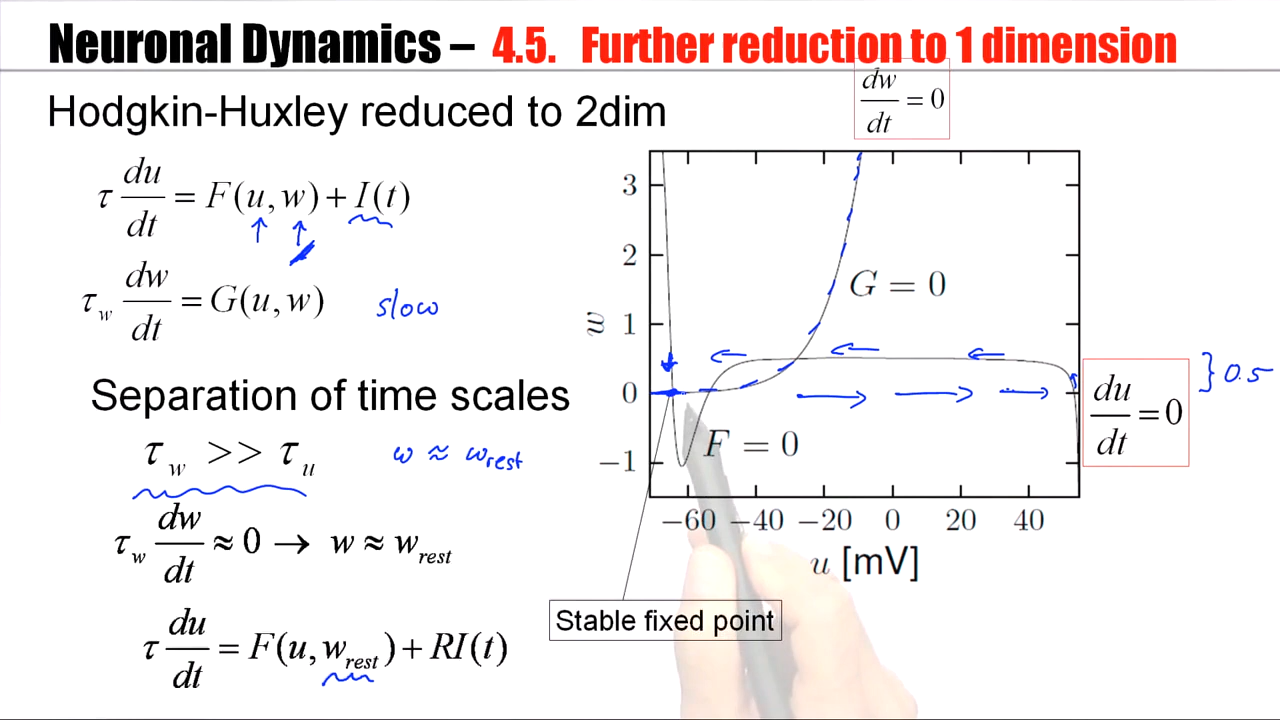 Neuronal Dynamics – 4.5. Further reduction to 1 dimension
Hodgkin-Huxley reduced to 2dim
dw/dt = 0
τ du/dt = F(u, w) + I(t)
τ_w dw/dt = G(u, w)
slow
Separation of time scales
τ_w >> τ_u
w ≈ w_rest
τ_w dw/dt ≈ 0 → w ≈ w_rest
τ du/dt = F(u, w_rest) + RI(t)
3
2
1
0
−1
w
G = 0
F = 0
−60 −40 −20 0 20 40
u [mV]
du/dt = 0
} 0.5
Stable fixed point